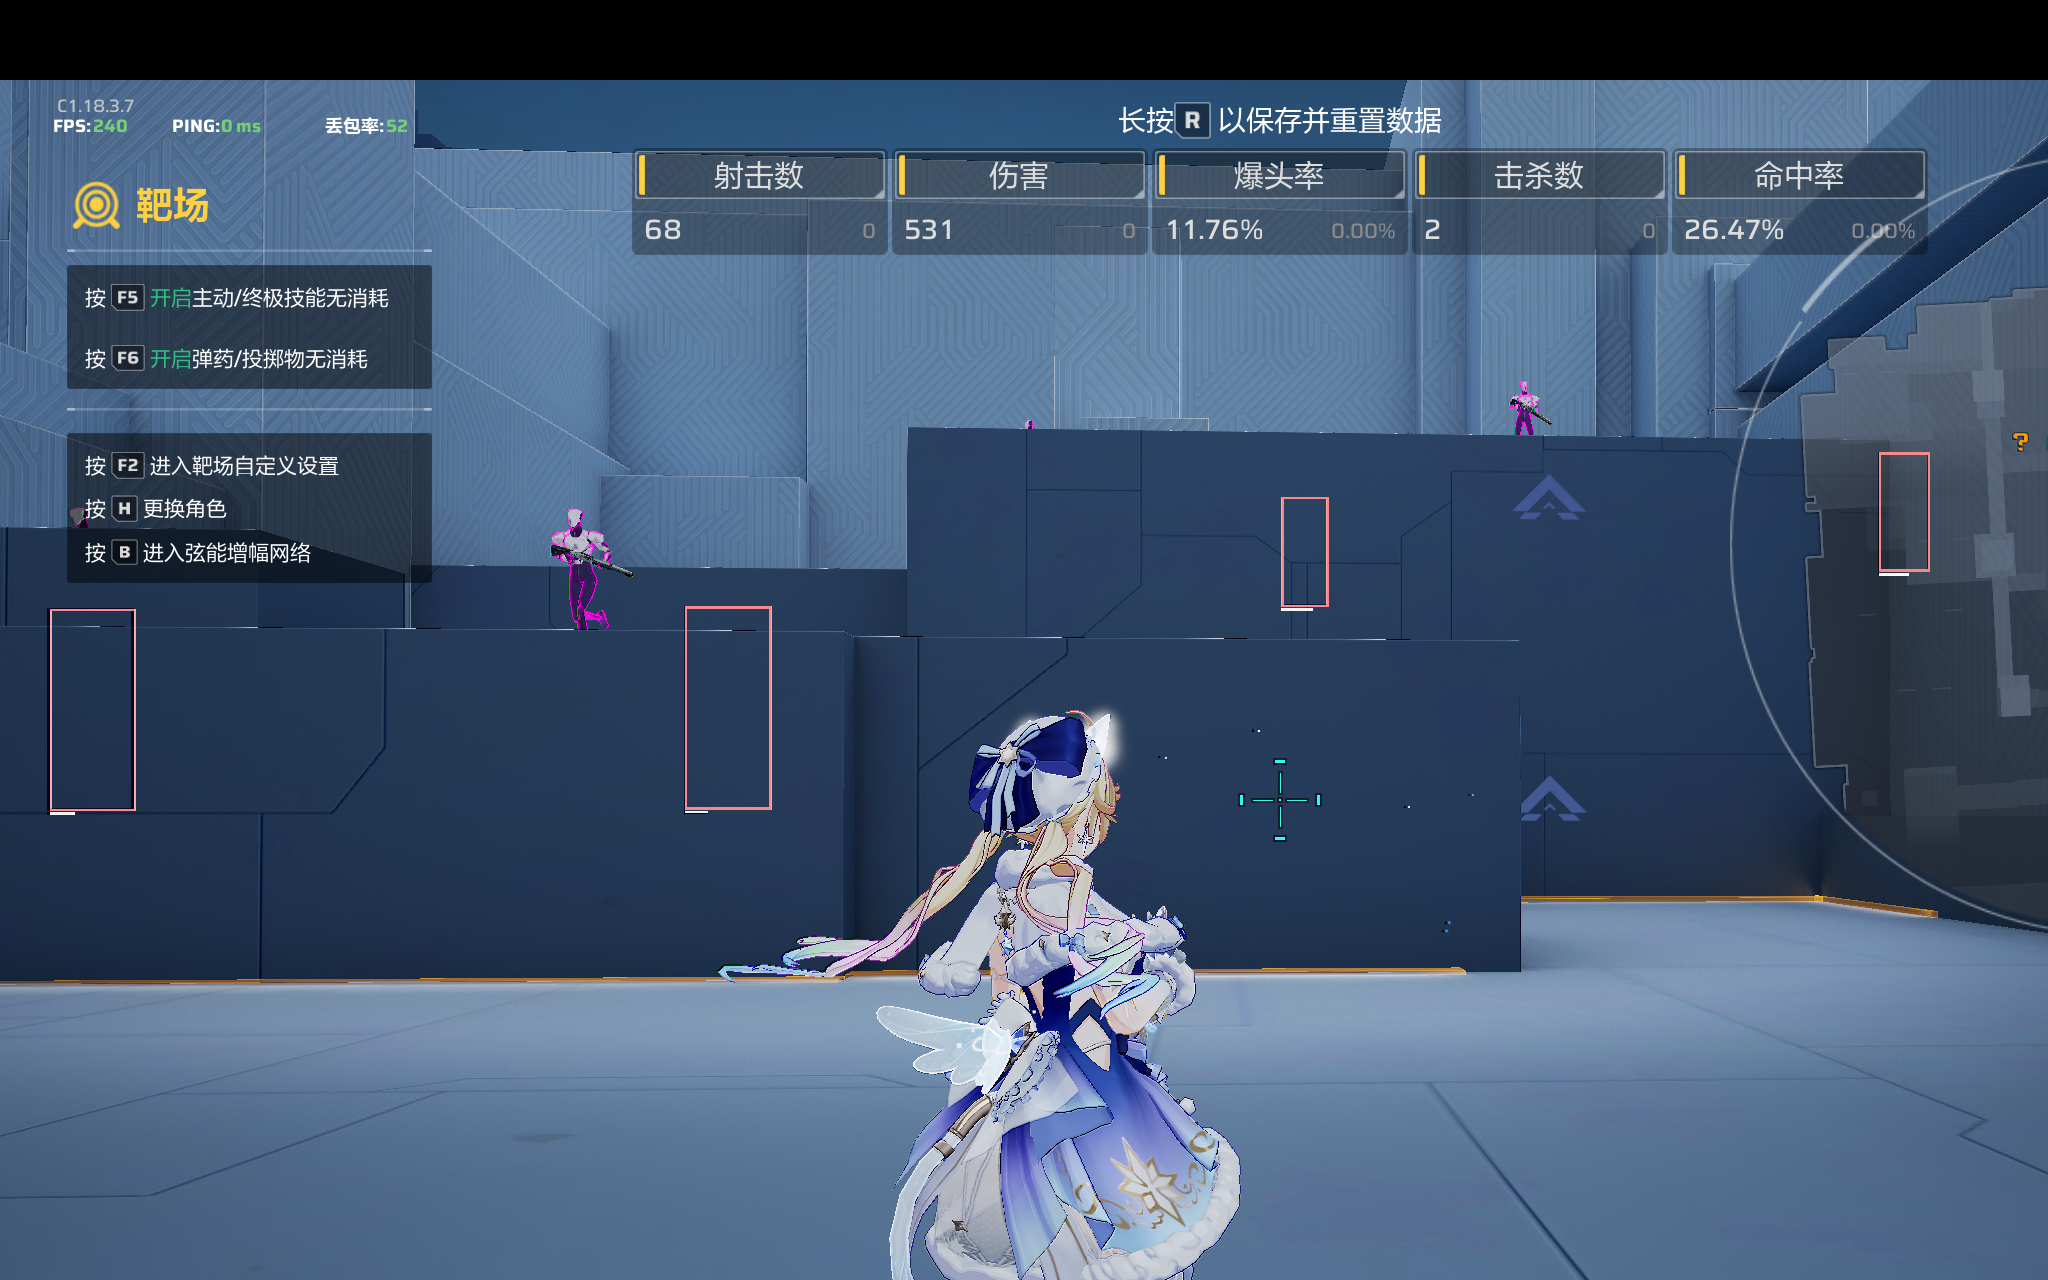 C1.18.3.7
FPS:240 PING:0 ms 丢包率:52
长按 R 以保存并重置数据
靶场
射击数 伤害 爆头率 击杀数 命中率
68 0 531 0 11.76% 0.00% 2 0 26.47% 0.00%
按 F5 开启主动/终极技能无消耗
按 F6 开启弹药/投掷物无消耗
按 F2 进入靶场自定义设置
按 H 更换角色
按 B 进入弦能增幅网络
?